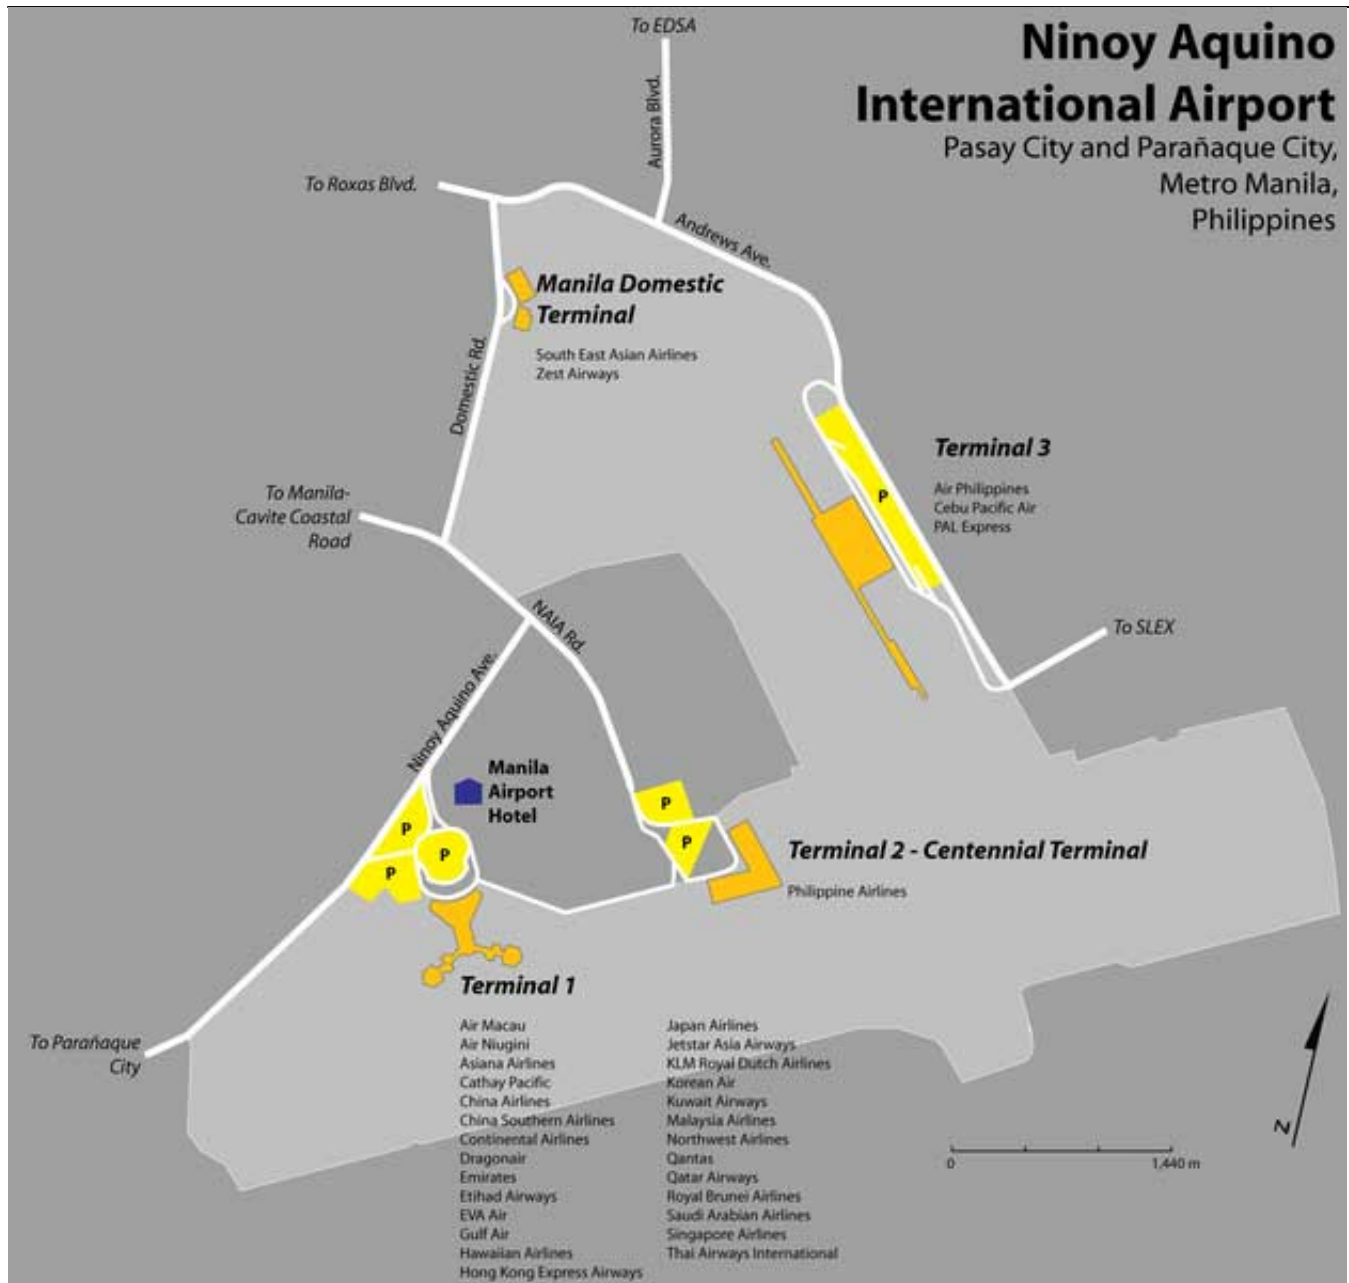 To EDSA
Ninoy Aquino
International Airport
Pasay City and Parañaque City,
Metro Manila,
Philippines
Aurora Blvd.
To Roxas Blvd.
Andrews Ave.
Manila Domestic
Terminal
South East Asian Airlines
Zest Airways
Domestic Rd.
Terminal 3
Air Philippines
Cebu Pacific Air
PAL Express
P
To Manila-
Cavite Coastal
Road
NAIA Rd.
To SLEX
Ninoy Aquino Ave.
Manila
Airport
Hotel
P
P
P
P
P
Terminal 2 - Centennial Terminal
Philippine Airlines
Terminal 1
Air Macau
Air Niugini
Asiana Airlines
Cathay Pacific
China Airlines
China Southern Airlines
Continental Airlines
Dragonair
Emirates
Etihad Airways
EVA Air
Gulf Air
Hawaiian Airlines
Hong Kong Express Airways
Japan Airlines
Jetstar Asia Airways
KLM Royal Dutch Airlines
Korean Air
Kuwait Airways
Malaysia Airlines
Northwest Airlines
Qantas
Qatar Airways
Royal Brunei Airlines
Saudi Arabian Airlines
Singapore Airlines
Thai Airways International
To Parañaque
City
N
0
1,440 m